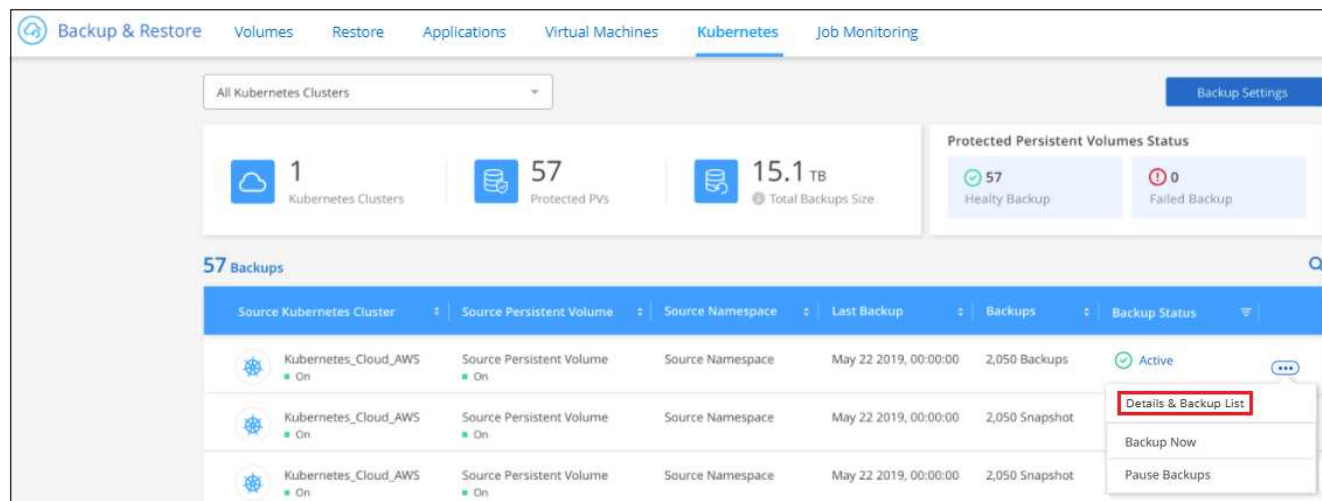 Backup & Restore Volumes Restore Applications Virtual Machines Kubernetes Job Monitoring
All Kubernetes Clusters
Backup Settings
1
Kubernetes Clusters
57
Protected PVs
15.1 TB
Total Backups Size
Protected Persistent Volumes Status
57
Healty Backup
0
Failed Backup
57 Backups
Source Kubernetes Cluster Source Persistent Volume Source Namespace Last Backup Backups Backup Status
Kubernetes_Cloud_AWS Source Persistent Volume Source Namespace May 22 2019, 00:00:00 2,050 Backups Active
On On
Kubernetes_Cloud_AWS Source Persistent Volume Source Namespace May 22 2019, 00:00:00 2,050 Snapshot
On On
Kubernetes_Cloud_AWS Source Persistent Volume Source Namespace May 22 2019, 00:00:00 2,050 Snapshot
On On
Details & Backup List
Backup Now
Pause Backups